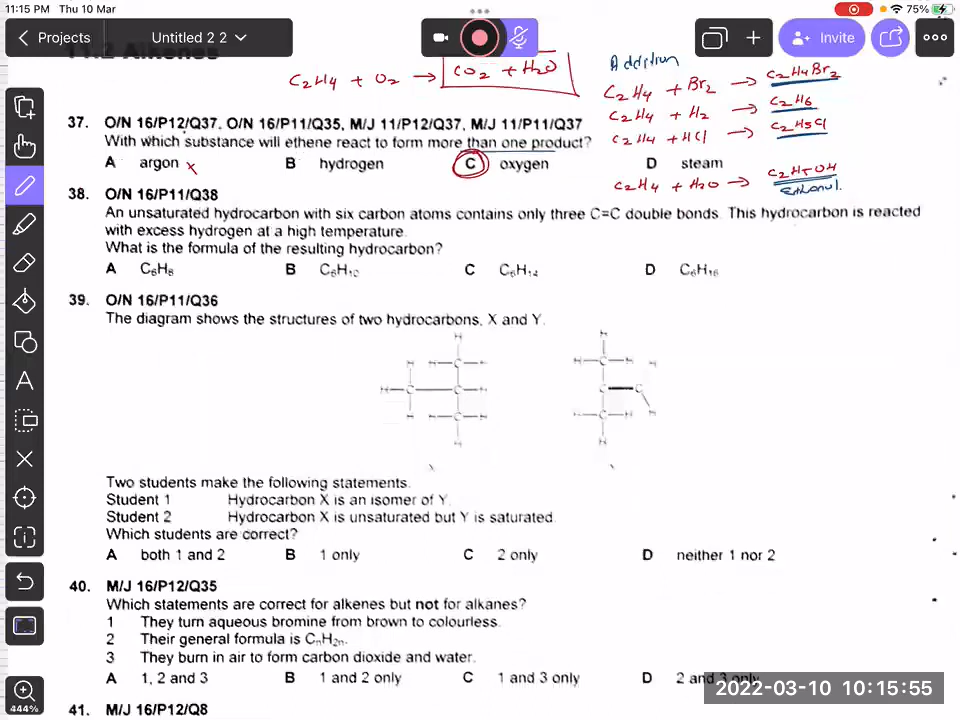 11:15 PM Thu 10 Mar
75%
Projects
Untitled 2 2
Invite
11.2 Alkenes
C2H4 + O2 → CO2 + H2O
Addition
C2H4 + Br2 → C2H4Br2
C2H4 + H2 → C2H6
C2H4 + HCl → C2H5Cl
37. O/N 16/P12/Q37, O/N 16/P11/Q35, M/J 11/P12/Q37, M/J 11/P11/Q37
With which substance will ethene react to form more than one product?
A argon x B hydrogen C oxygen D steam
C2H4 + H2O → C2H5OH
Ethanol.
38. O/N 16/P11/Q38
An unsaturated hydrocarbon with six carbon atoms contains only three C=C double bonds. This hydrocarbon is reacted
with excess hydrogen at a high temperature.
What is the formula of the resulting hydrocarbon?
A C6H8 B C6H12 C C6H14 D C6H16
39. O/N 16/P11/Q36
The diagram shows the structures of two hydrocarbons, X and Y.
H H
H C H H C H H
H H
H C C H C C
H H C H H C H H
H H
Two students make the following statements.
Student 1 Hydrocarbon X is an isomer of Y.
Student 2 Hydrocarbon X is unsaturated but Y is saturated.
Which students are correct?
A both 1 and 2 B 1 only C 2 only D neither 1 nor 2
40. M/J 16/P12/Q35
Which statements are correct for alkenes but not for alkanes?
1 They turn aqueous bromine from brown to colourless.
2 Their general formula is CnH2n.
3 They burn in air to form carbon dioxide and water.
A 1, 2 and 3 B 1 and 2 only C 1 and 3 only D 2 and 3 only
41. M/J 16/P12/Q8
444%
2022-03-10 10:15:55